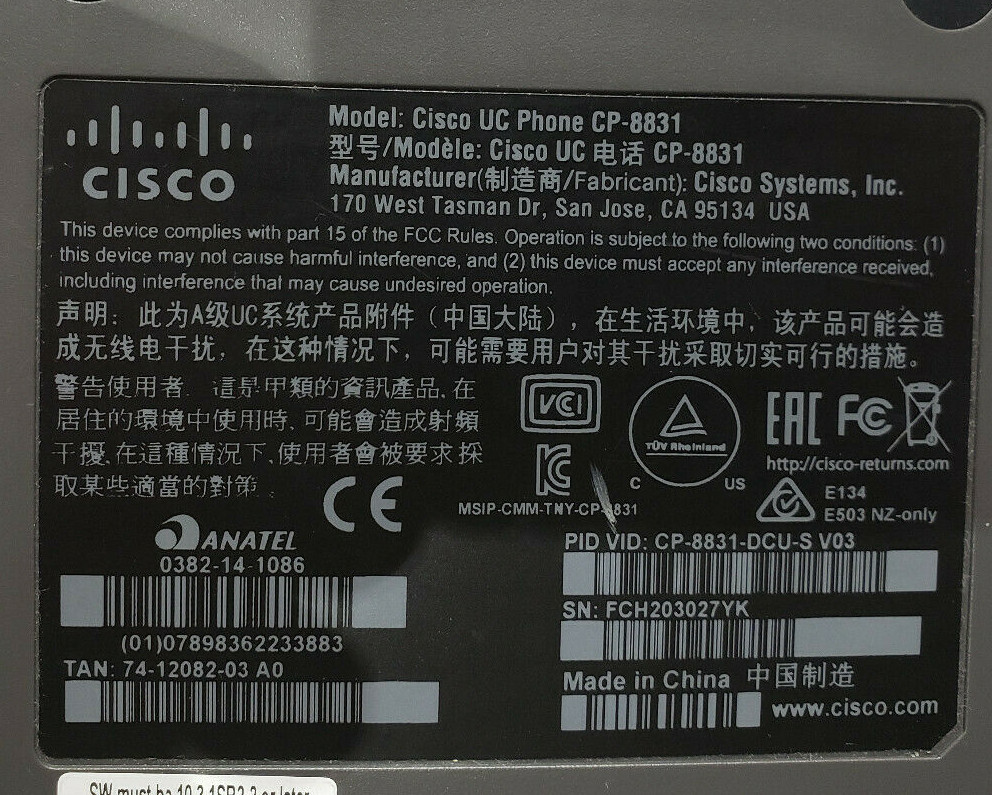 CISCO
Model: Cisco UC Phone CP-8831
型号/Modèle: Cisco UC 电话 CP-8831
Manufacturer(制造商/Fabricant): Cisco Systems, Inc.
170 West Tasman Dr, San Jose, CA 95134 USA
This device complies with part 15 of the FCC Rules. Operation is subject to the following two conditions: (1)
this device may not cause harmful interference, and (2) this device must accept any interference received,
including interference that may cause undesired operation.
声明：此为A级UC系统产品附件（中国大陆），在生活环境中，该产品可能会造
成无线电干扰，在这种情况下，可能需要用户对其干扰采取切实可行的措施。
警告使用者. 這是甲類的資訊產品,在
居住的環境中使用時,可能會造成射頻
干擾,在這種情況下,使用者會被要求採
取某些適當的對策.
CE
VCI
TÜV Rheinland
C US
EAC FC
http://cisco-returns.com
MSIP-CMM-TNY-CP-8831
E134
E503 NZ-only
ANATEL
0382-14-1086
(01)07898362233883
TAN: 74-12082-03 A0
PID VID: CP-8831-DCU-S V03
SN: FCH203027YK
Made in China 中国制造
www.cisco.com
SW must be 10.3.1SR2.2 or later